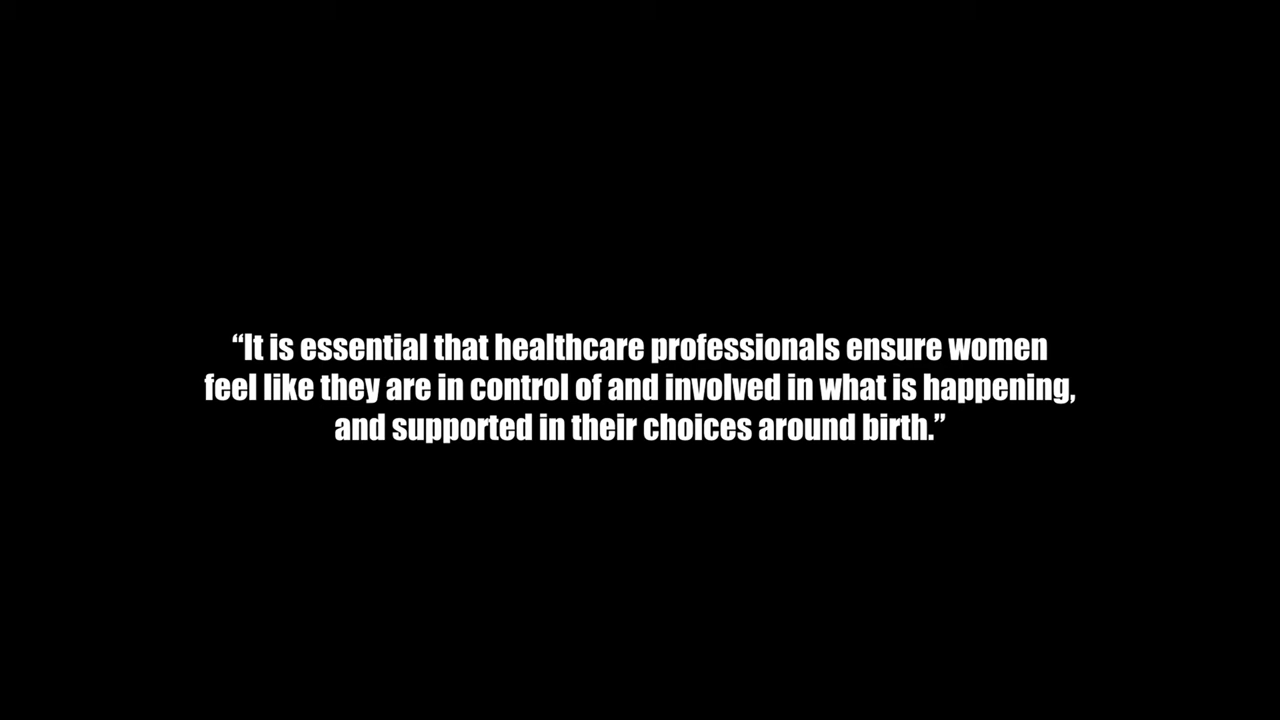 “It is essential that healthcare professionals ensure women
feel like they are in control of and involved in what is happening,
and supported in their choices around birth.”